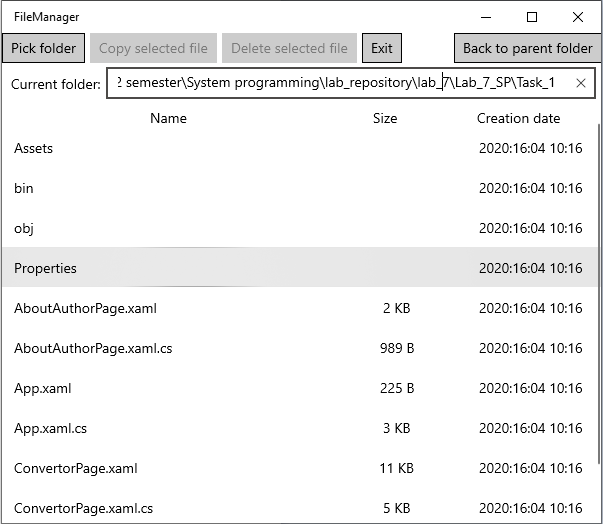 FileManager
Pick folder Copy selected file Delete selected file Exit Back to parent folder
Current folder: 2 semester\System programming\lab_repository\lab_7\Lab_7_SP\Task_1
Name Size Creation date
Assets 2020:16:04 10:16
bin 2020:16:04 10:16
obj 2020:16:04 10:16
Properties 2020:16:04 10:16
AboutAuthorPage.xaml 2 KB 2020:16:04 10:16
AboutAuthorPage.xaml.cs 989 B 2020:16:04 10:16
App.xaml 225 B 2020:16:04 10:16
App.xaml.cs 3 KB 2020:16:04 10:16
ConvertorPage.xaml 11 KB 2020:16:04 10:16
ConvertorPage.xaml.cs 5 KB 2020:16:04 10:16